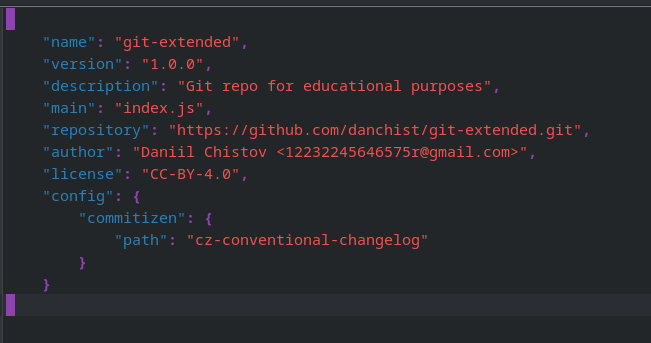 {
    "name": "git-extended",
    "version": "1.0.0",
    "description": "Git repo for educational purposes",
    "main": "index.js",
    "repository": "https://github.com/danchist/git-extended.git",
    "author": "Daniil Chistov <12232245646575r@gmail.com>",
    "license": "CC-BY-4.0",
    "config": {
        "commitizen": {
            "path": "cz-conventional-changelog"
        }
    }
}